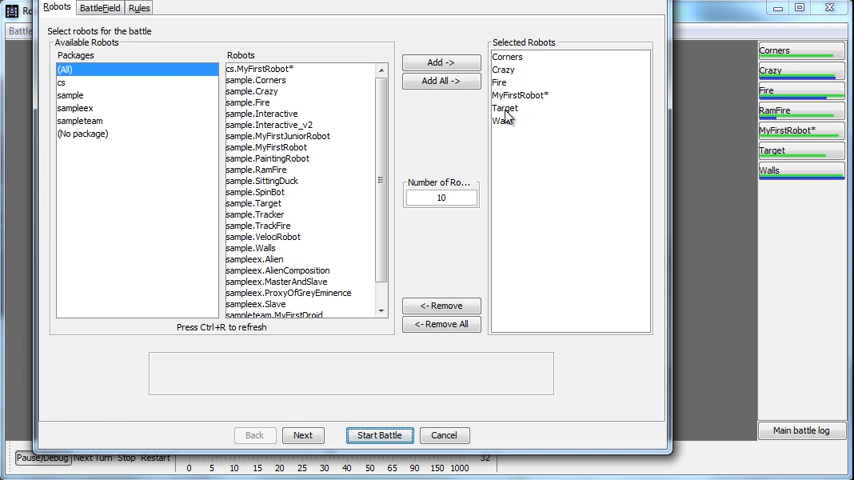 Ro
Battle
Robots
BattleField
Rules
Select robots for the battle
Available Robots
Packages
(All)
cs
sample
sampleex
sampleteam
(No package)
Robots
cs.MyFirstRobot*
sample.Corners
sample.Crazy
sample.Fire
sample.Interactive
sample.Interactive_v2
sample.MyFirstJuniorRobot
sample.MyFirstRobot
sample.PaintingRobot
sample.RamFire
sample.SittingDuck
sample.SpinBot
sample.Target
sample.Tracker
sample.TrackFire
sample.VelociRobot
sample.Walls
sampleex.Alien
sampleex.AlienComposition
sampleex.MasterAndSlave
sampleex.ProxyOfGreyEminence
sampleex.Slave
sampleteam.MyFirstDroid
Press Ctrl+R to refresh
Add ->
Add All ->
Number of Ro...
10
<- Remove
<- Remove All
Selected Robots
Corners
Crazy
Fire
MyFirstRobot*
Target
Walls
Back
Next
Start Battle
Cancel
Corners
Crazy
Fire
RamFire
MyFirstRobot*
Target
Walls
Main battle log
Pause/Debug Next Turn Stop Restart
32
0 5 10 15 20 25 30 40 50 65 90 150 1000